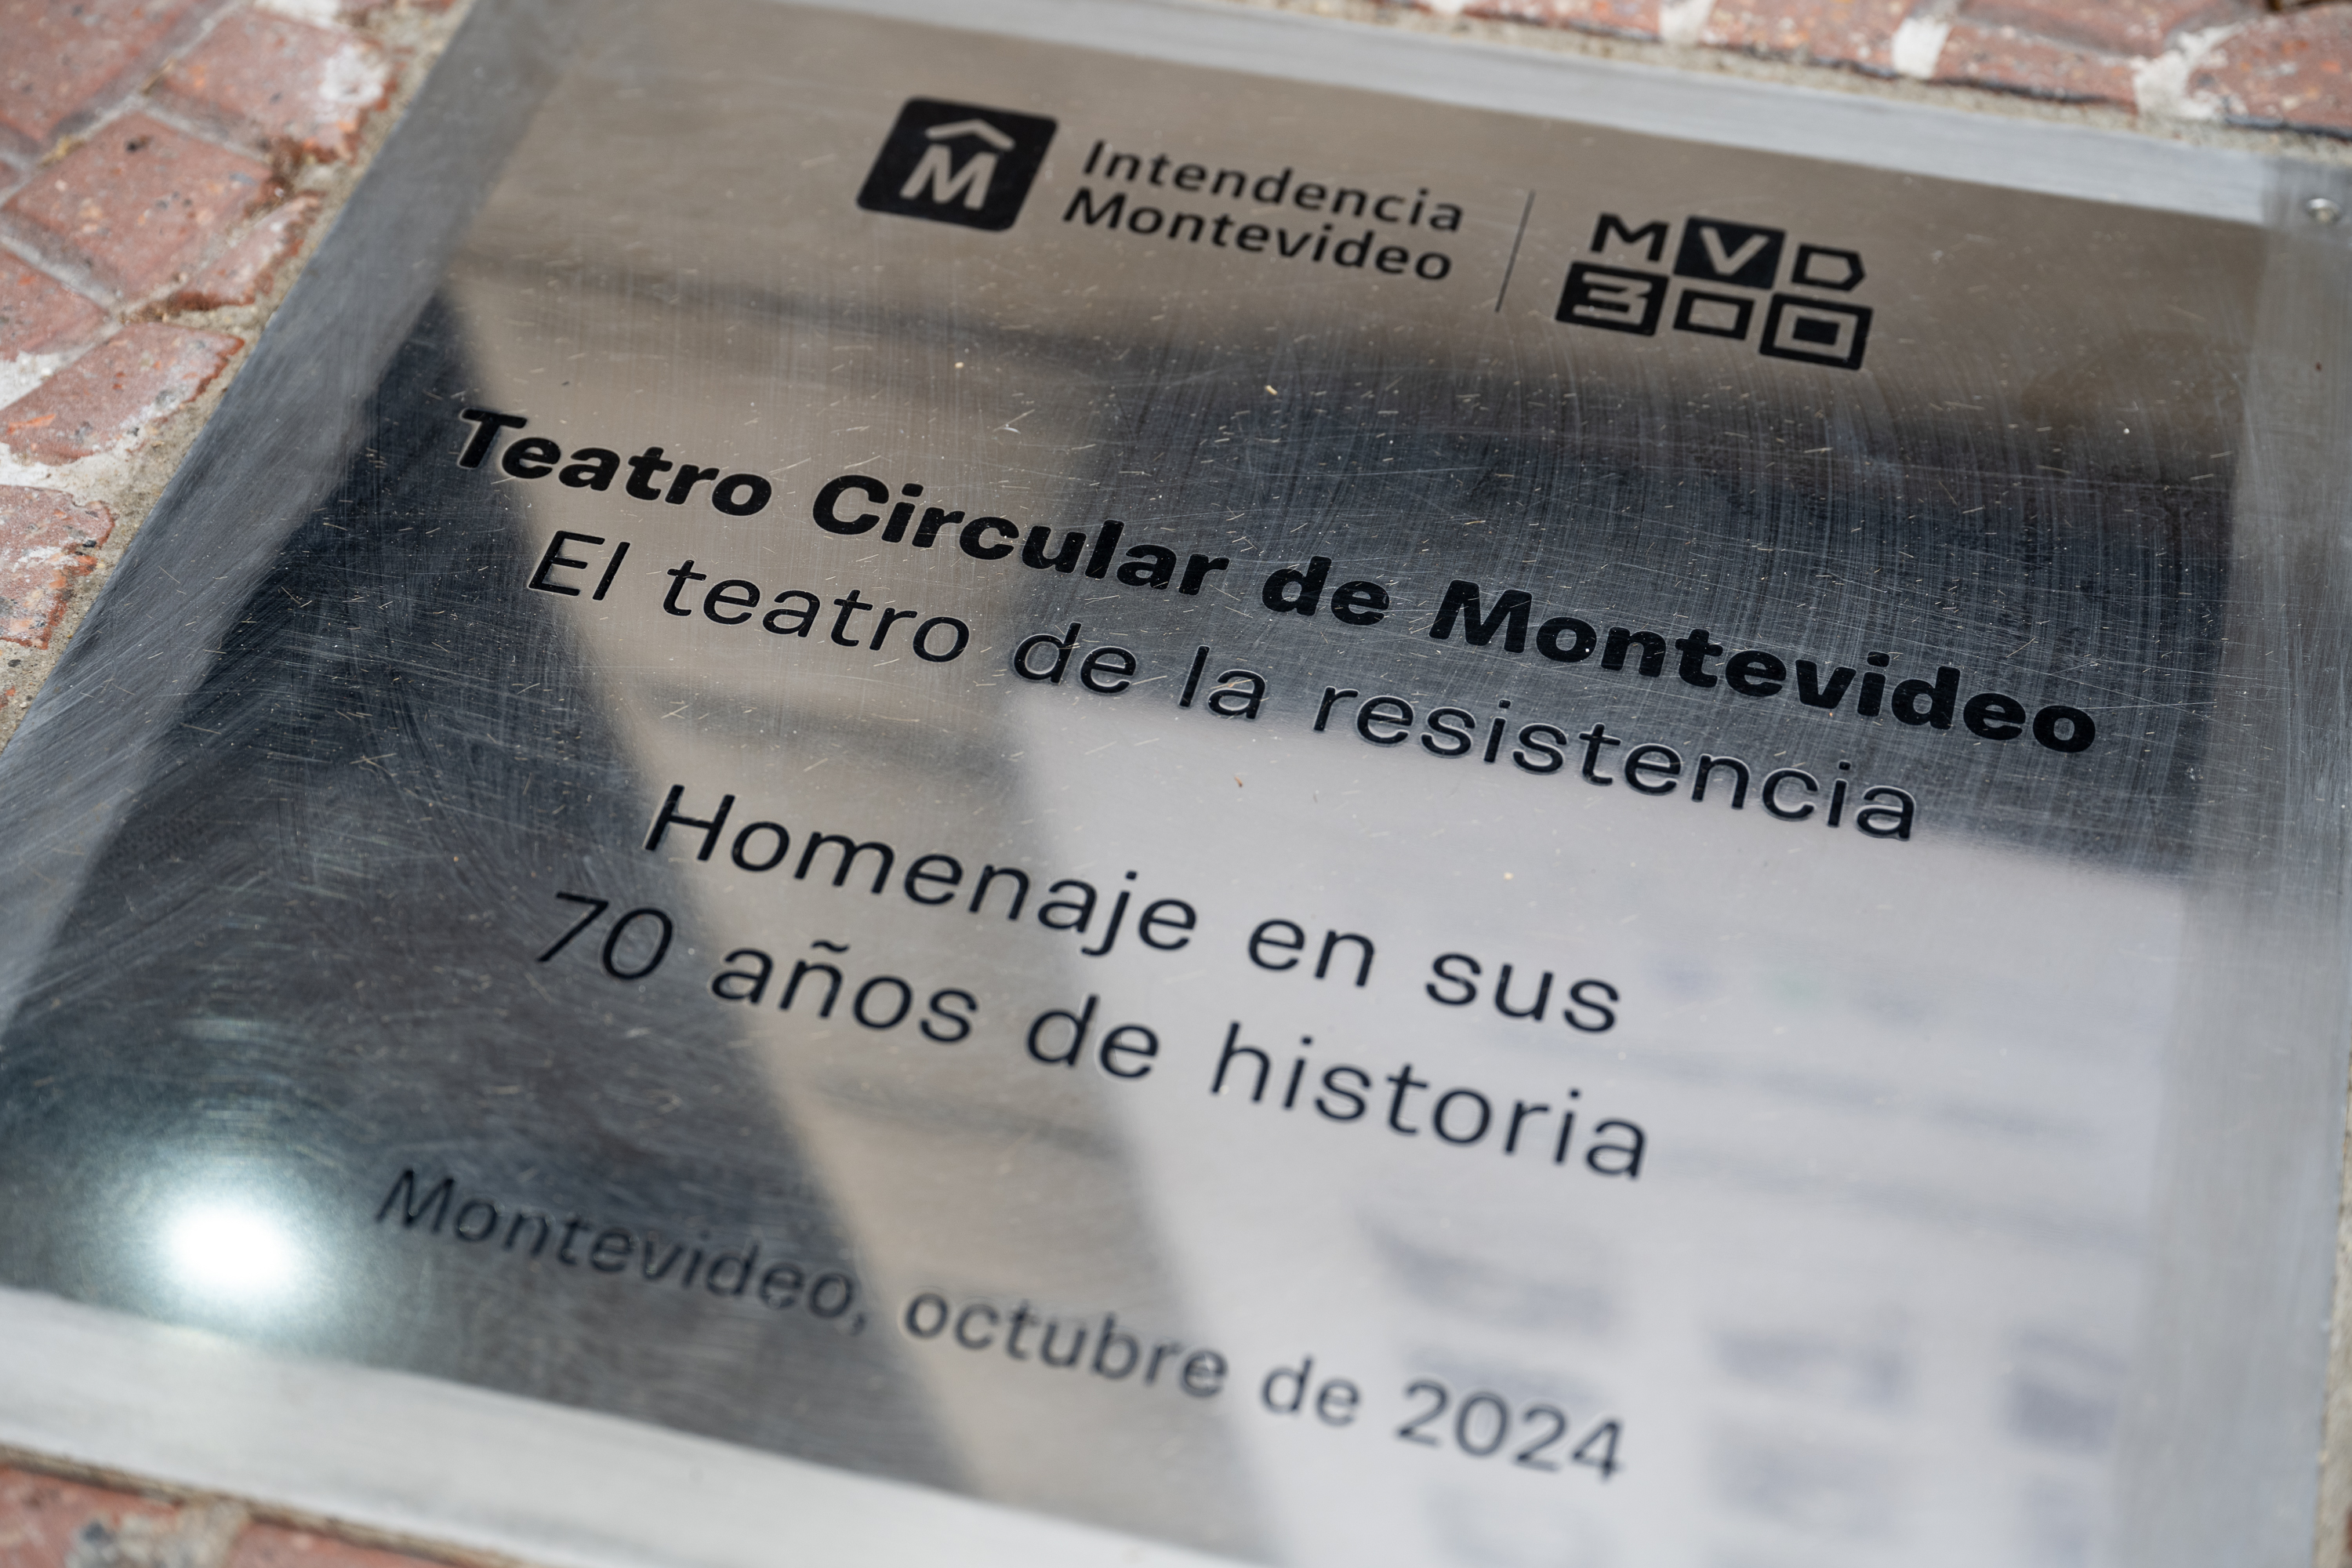 M
Intendencia
Montevideo
MVD
300
Teatro Circular de Montevideo
El teatro de la resistencia
Homenaje en sus
70 años de historia
Montevideo, octubre de 2024